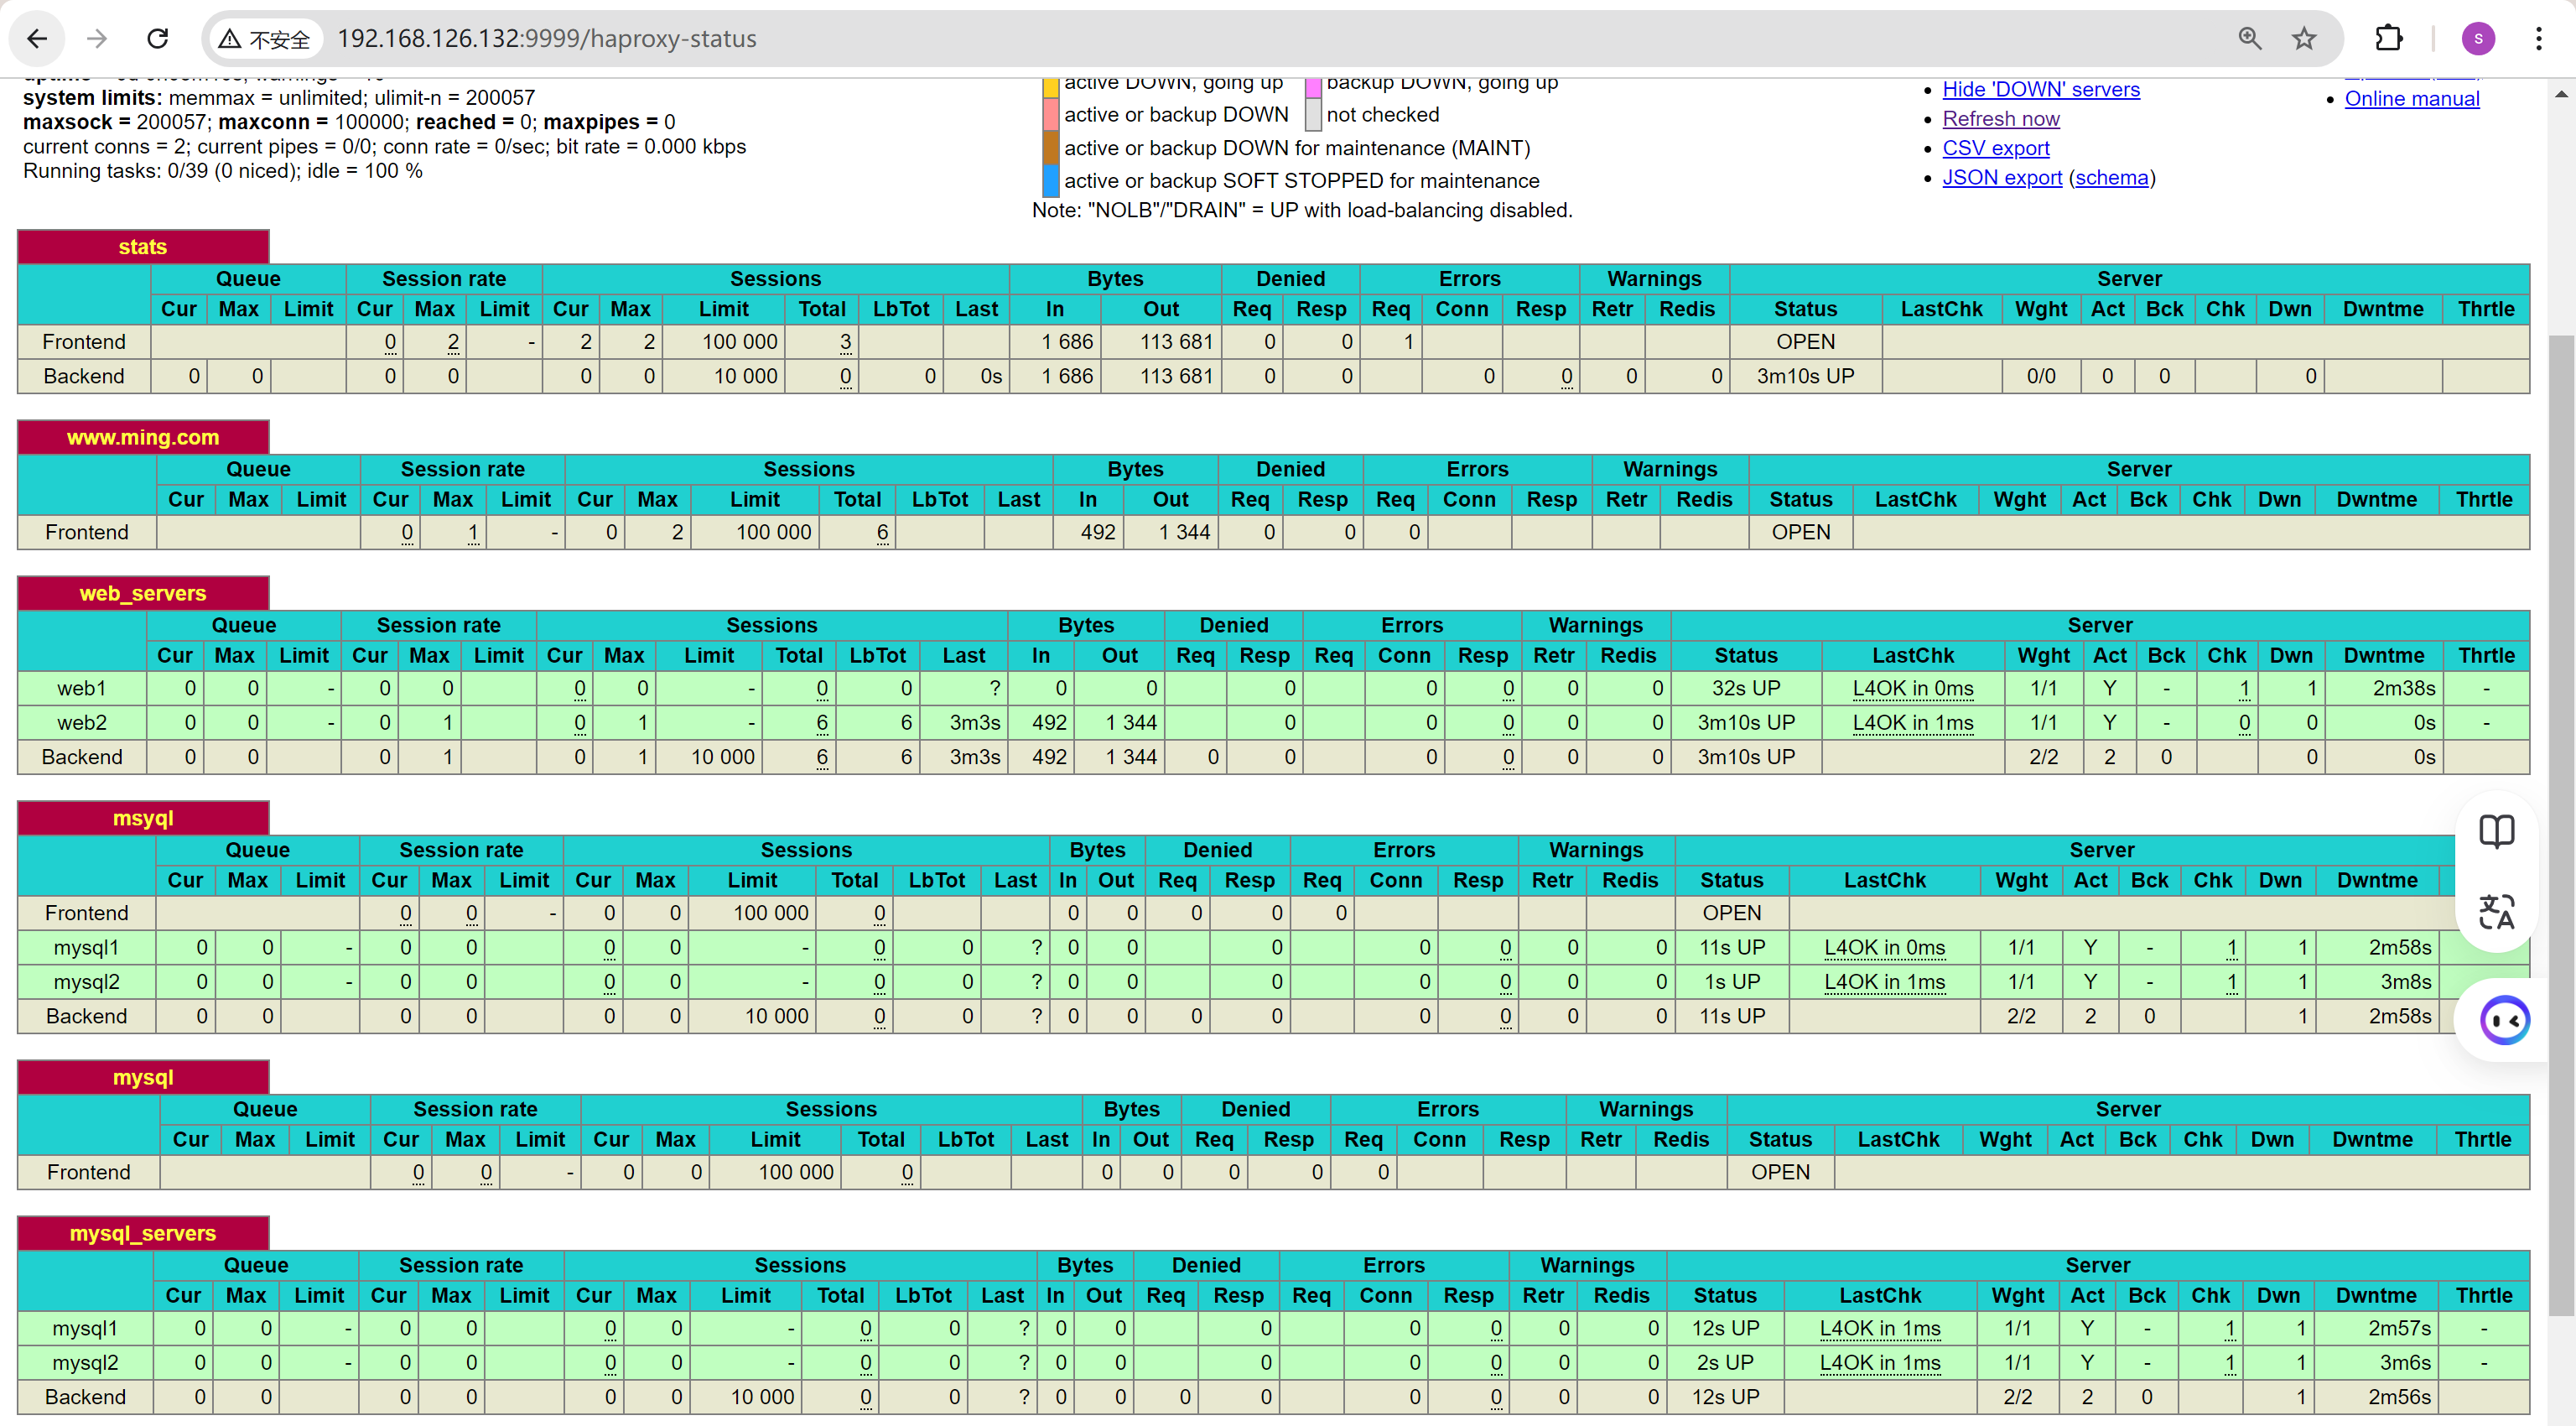 不安全 192.168.126.132:9999/haproxy-status
system limits: memmax = unlimited; ulimit-n = 200057
maxsock = 200057; maxconn = 100000; reached = 0; maxpipes = 0
current conns = 2; current pipes = 0/0; conn rate = 0/sec; bit rate = 0.000 kbps
Running tasks: 0/39 (0 niced); idle = 100 %
active DOWN, going up backup DOWN, going up
active or backup DOWN not checked
active or backup DOWN for maintenance (MAINT)
active or backup SOFT STOPPED for maintenance
Note: "NOLB"/"DRAIN" = UP with load-balancing disabled.
Hide 'DOWN' servers
Refresh now
CSV export
JSON export (schema)
Online manual
stats
Queue Session rate Sessions Bytes Denied Errors Warnings Server
Cur Max Limit Cur Max Limit Cur Max Limit Total LbTot Last In Out Req Resp Req Conn Resp Retr Redis Status LastChk Wght Act Bck Chk Dwn Dwntme Thrtle
Frontend 0 2 - 2 2 100 000 3 1 686 113 681 0 0 1 OPEN
Backend 0 0 0 0 0 0 10 000 0 0 0s 1 686 113 681 0 0 0 0 0 0 3m10s UP 0/0 0 0 0
www.ming.com
Queue Session rate Sessions Bytes Denied Errors Warnings Server
Cur Max Limit Cur Max Limit Cur Max Limit Total LbTot Last In Out Req Resp Req Conn Resp Retr Redis Status LastChk Wght Act Bck Chk Dwn Dwntme Thrtle
Frontend 0 1 - 0 2 100 000 6 492 1 344 0 0 0 OPEN
web_servers
Queue Session rate Sessions Bytes Denied Errors Warnings Server
Cur Max Limit Cur Max Limit Cur Max Limit Total LbTot Last In Out Req Resp Req Conn Resp Retr Redis Status LastChk Wght Act Bck Chk Dwn Dwntme Thrtle
web1 0 0 - 0 0 0 0 - 0 0 ? 0 0 0 0 0 0 0 32s UP L4OK in 0ms 1/1 Y - 1 1 2m38s -
web2 0 0 - 0 1 0 1 - 6 6 3m3s 492 1 344 0 0 0 0 0 3m10s UP L4OK in 1ms 1/1 Y - 0 0 0s -
Backend 0 0 0 1 0 1 10 000 6 6 3m3s 492 1 344 0 0 0 0 0 0 3m10s UP 2/2 2 0 0 0s
msyql
Queue Session rate Sessions Bytes Denied Errors Warnings Server
Cur Max Limit Cur Max Limit Cur Max Limit Total LbTot Last In Out Req Resp Req Conn Resp Retr Redis Status LastChk Wght Act Bck Chk Dwn Dwntme
Frontend 0 0 - 0 0 100 000 0 0 0 0 0 0 OPEN
mysql1 0 0 - 0 0 0 0 - 0 0 ? 0 0 0 0 0 0 0 11s UP L4OK in 0ms 1/1 Y - 1 1 2m58s
mysql2 0 0 - 0 0 0 0 - 0 0 ? 0 0 0 0 0 0 0 1s UP L4OK in 1ms 1/1 Y - 1 1 3m8s
Backend 0 0 0 0 0 0 10 000 0 0 ? 0 0 0 0 0 0 0 0 11s UP 2/2 2 0 1 2m58s
mysql
Queue Session rate Sessions Bytes Denied Errors Warnings Server
Cur Max Limit Cur Max Limit Cur Max Limit Total LbTot Last In Out Req Resp Req Conn Resp Retr Redis Status LastChk Wght Act Bck Chk Dwn Dwntme Thrtle
Frontend 0 0 - 0 0 100 000 0 0 0 0 0 0 OPEN
mysql_servers
Queue Session rate Sessions Bytes Denied Errors Warnings Server
Cur Max Limit Cur Max Limit Cur Max Limit Total LbTot Last In Out Req Resp Req Conn Resp Retr Redis Status LastChk Wght Act Bck Chk Dwn Dwntme Thrtle
mysql1 0 0 - 0 0 0 0 - 0 0 ? 0 0 0 0 0 0 0 12s UP L4OK in 1ms 1/1 Y - 1 1 2m57s -
mysql2 0 0 - 0 0 0 0 - 0 0 ? 0 0 0 0 0 0 0 2s UP L4OK in 1ms 1/1 Y - 1 1 3m6s -
Backend 0 0 0 0 0 0 10 000 0 0 ? 0 0 0 0 0 0 0 0 12s UP 2/2 2 0 1 2m56s